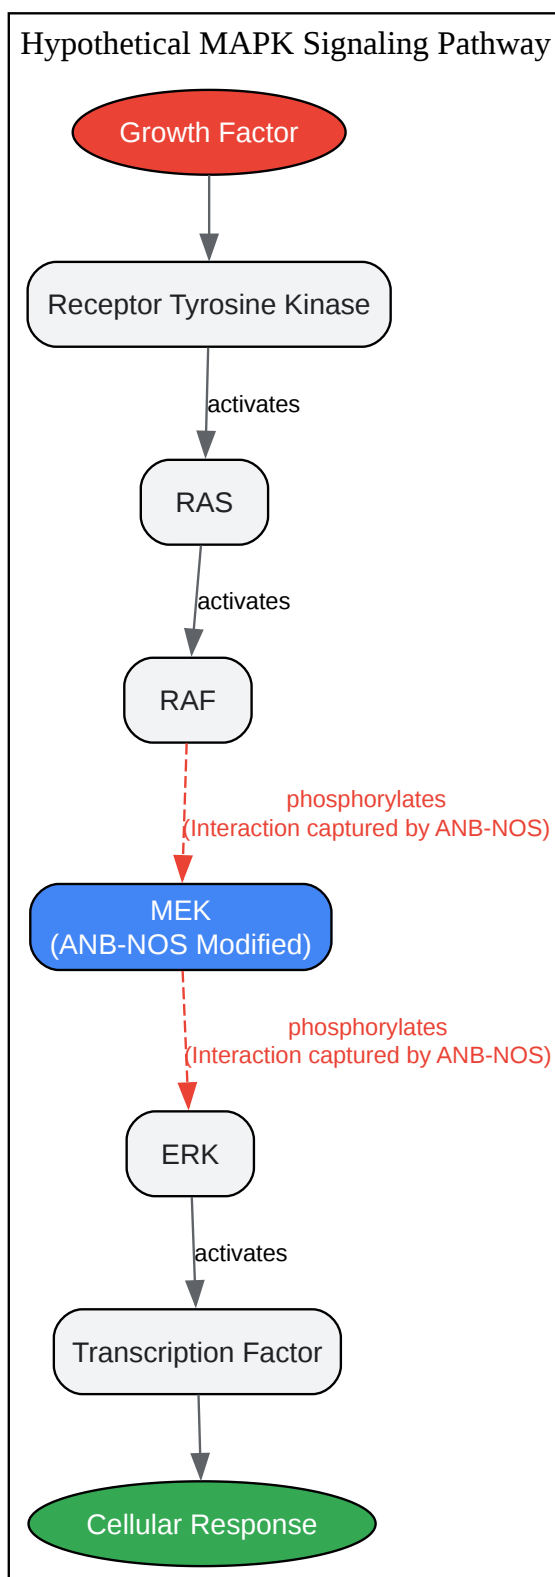 Hypothetical MAPK Signaling Pathway
Growth Factor
Receptor Tyrosine Kinase
activates
RAS
activates
RAF
phosphorylates
(Interaction captured by ANB-NOS)
MEK
(ANB-NOS Modified)
phosphorylates
(Interaction captured by ANB-NOS)
ERK
activates
Transcription Factor
Cellular Response